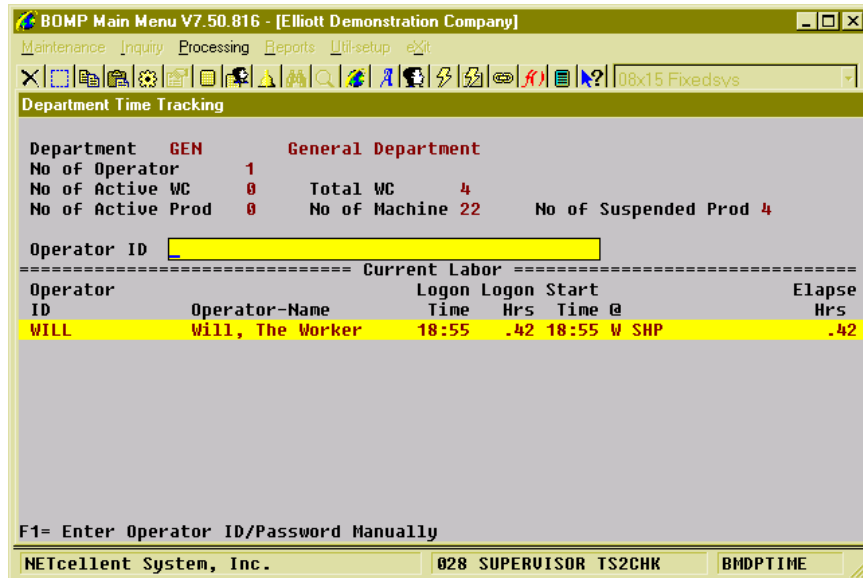 BOMP Main Menu V7.50.816 - [Elliott Demonstration Company]
Maintenance Inquiry Processing Reports Util-setup eXit
08x15 Fixedsys
Department Time Tracking
Department GEN General Department
No of Operator 1
No of Active WC 0 Total WC 4
No of Active Prod 0 No of Machine 22 No of Suspended Prod 4
Operator ID
================================ Current Labor =================================
Operator Logon Logon Start Elapse
ID Operator-Name Time Hrs Time @ Hrs
WILL Will, The Worker 18:55 .42 18:55 W SHP .42
F1= Enter Operator ID/Password Manually
NETcellent System, Inc. 028 SUPERVISOR TS2CHK BMDPTIME